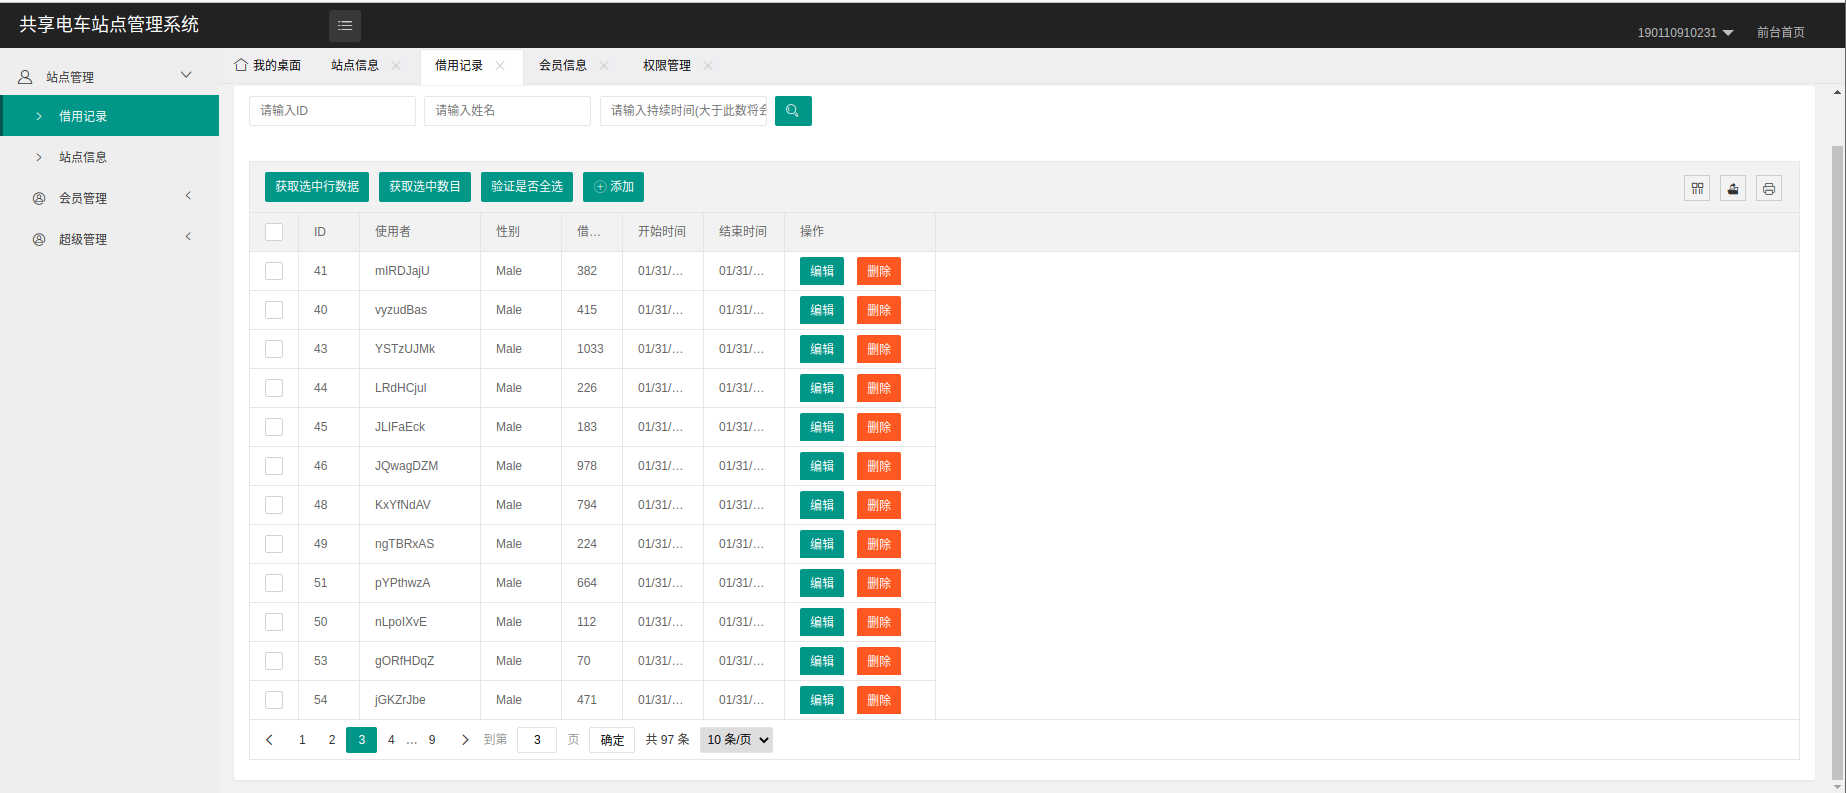 共享电车站点管理系统
190110910231 前台首页
站点管理
借用记录
站点信息
会员管理
超级管理
我的桌面 站点信息 借用记录 会员信息 权限管理
请输入ID 请输入姓名 请输入持续时间(大于此数将会
获取选中行数据 获取选中数目 验证是否全选 添加
ID 使用者 性别 借... 开始时间 结束时间 操作
41 mIRDJajU Male 382 01/31/... 01/31/... 编辑 删除
40 vyzudBas Male 415 01/31/... 01/31/... 编辑 删除
43 YSTzUJMk Male 1033 01/31/... 01/31/... 编辑 删除
44 LRdHCjul Male 226 01/31/... 01/31/... 编辑 删除
45 JLIFaEck Male 183 01/31/... 01/31/... 编辑 删除
46 JQwagDZM Male 978 01/31/... 01/31/... 编辑 删除
48 KxYfNdAV Male 794 01/31/... 01/31/... 编辑 删除
49 ngTBRxAS Male 224 01/31/... 01/31/... 编辑 删除
51 pYPthwzA Male 664 01/31/... 01/31/... 编辑 删除
50 nLpoIXvE Male 112 01/31/... 01/31/... 编辑 删除
53 gORfHDqZ Male 70 01/31/... 01/31/... 编辑 删除
54 jGKZrJbe Male 471 01/31/... 01/31/... 编辑 删除
1 2 3 4 ... 9 到第 3 页 确定 共 97 条 10 条/页